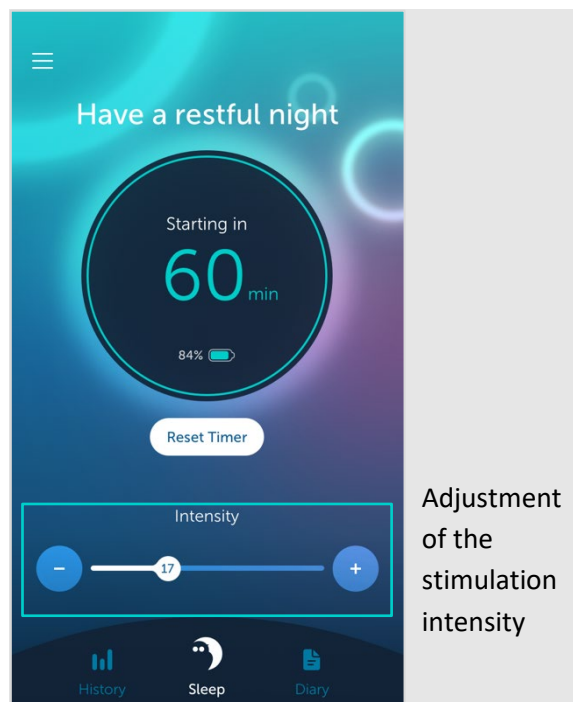 Have a restful night
Starting in
60 min
84%
Reset Timer
Intensity
− 17 +
Adjustment
of the
stimulation
intensity
History Sleep Diary